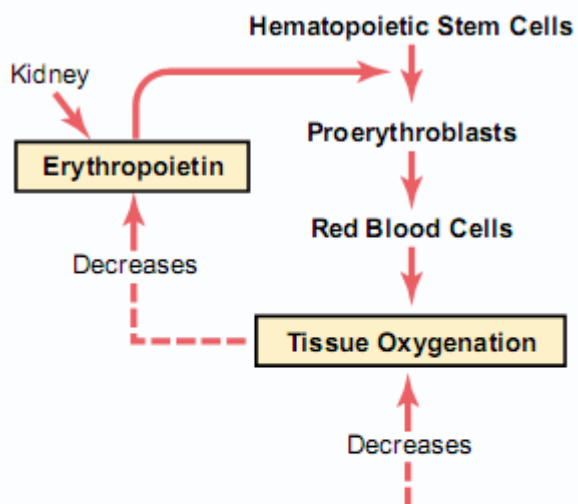 Hematopoietic Stem Cells
Kidney
Proerythroblasts
Erythropoietin
Red Blood Cells
Decreases
Tissue Oxygenation
Decreases